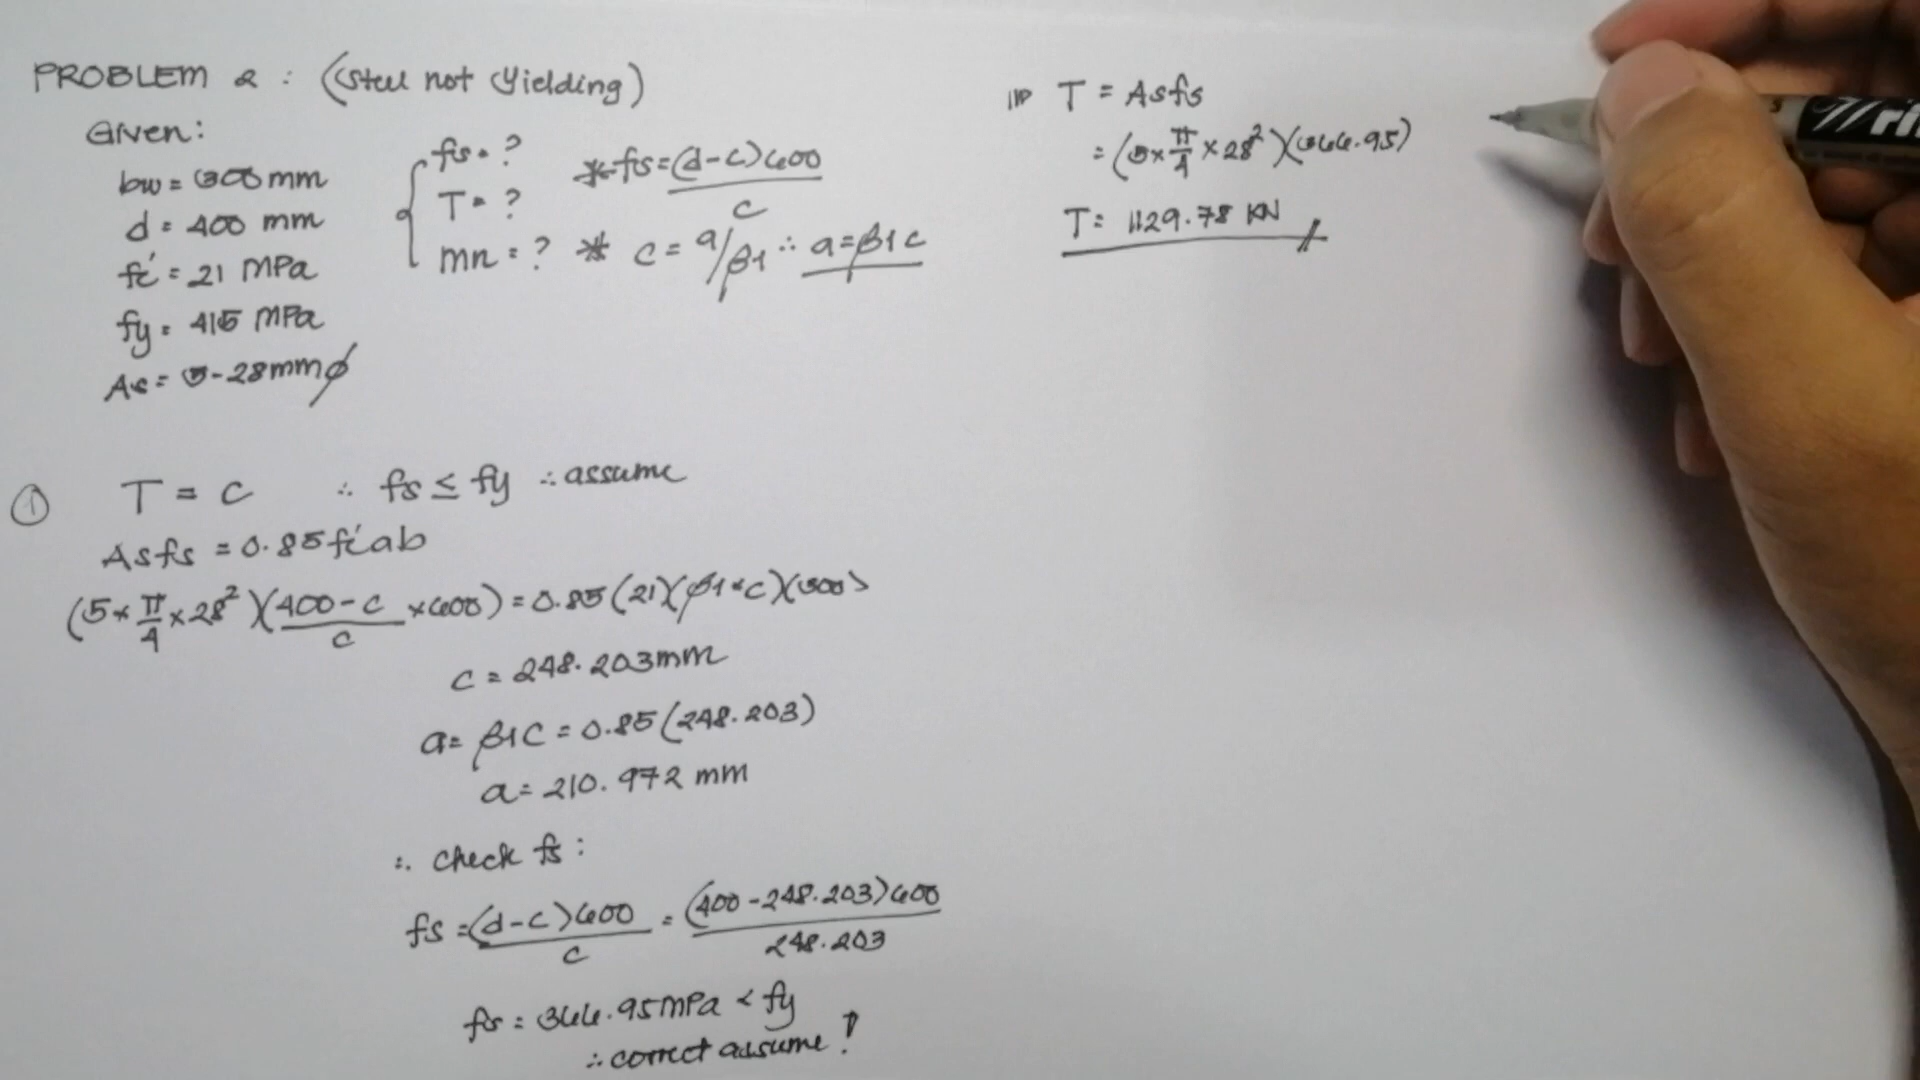 PROBLEM 2 : (Steel not Yielding)
Given:
bw = 300 mm
d = 400 mm
fc' = 21 MPa
fy = 415 MPa
As = 5-28mmϕ
fs = ?
T = ?
mn = ?
* fs = (d-c)600 / c
* c = a/β1 ∴ a=β1c
① T = C ∴ fs ≤ fy ∴ assume
Asfs = 0.85fc'ab
(5 × π/4 × 28²)(400-c / c × 600) = 0.85(21)(β1×c)(300)
c = 248.203mm
a = β1C = 0.85(248.203)
a = 210.972 mm
∴ check fs :
fs = (d-c)600 / c = (400-248.203)600 / 248.203
fs = 366.95MPa < fy
∴ correct assume!
T = Asfs
= (5×π/4×28²)(366.95)
T = 1129.78 KN